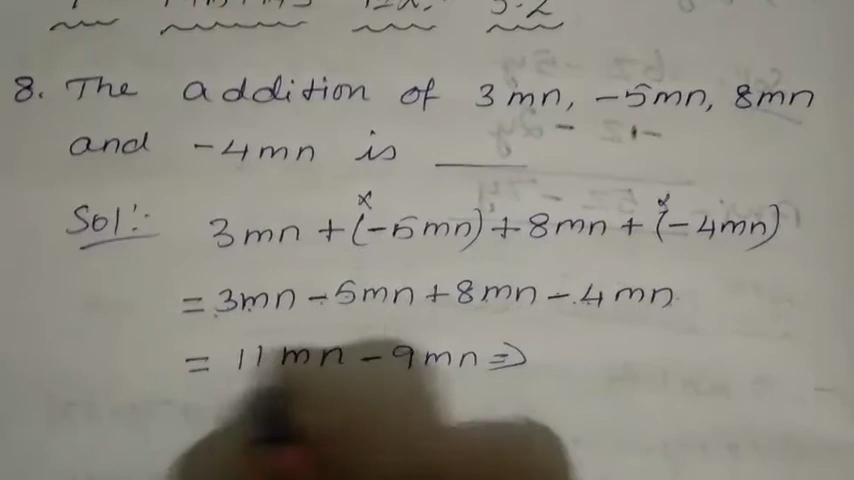 8. The addition of 3mn, -5mn, 8mn
and -4mn is ____
Sol:-
3mn + (-5mn) + 8mn + (-4mn)
= 3mn - 5mn + 8mn - 4mn
= 11mn - 9mn ⇒